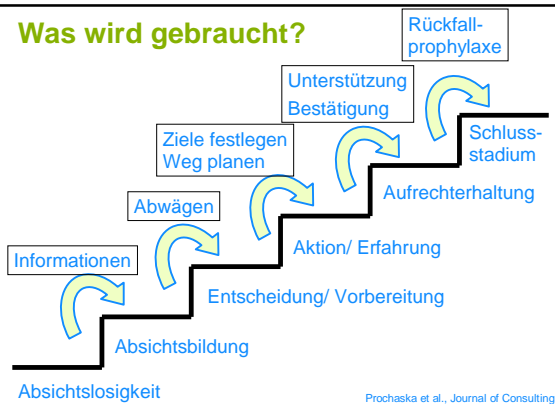 Was wird gebraucht?
Rückfall-
prophylaxe
Unterstützung
Bestätigung
Ziele festlegen
Weg planen
Abwägen
Informationen
Schluss-
stadium
Aufrechterhaltung
Aktion/ Erfahrung
Entscheidung/ Vorbereitung
Absichtsbildung
Absichtslosigkeit
Prochaska et al., Journal of Consulting